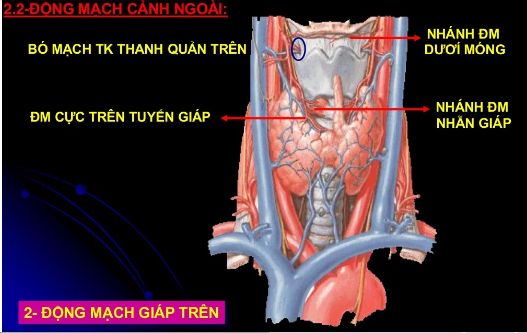 2.2-ĐỘNG MẠCH CẢNH NGOÀI:
NHÁNH ĐM
DƯƠÍ MÓNG
BÓ MẠCH TK THANH QUẢN TRÊN
ĐM CỰC TRÊN TUYẾN GIÁP
NHÁNH ĐM
NHẪN GIÁP
2- ĐỘNG MẠCH GIÁP TRÊN